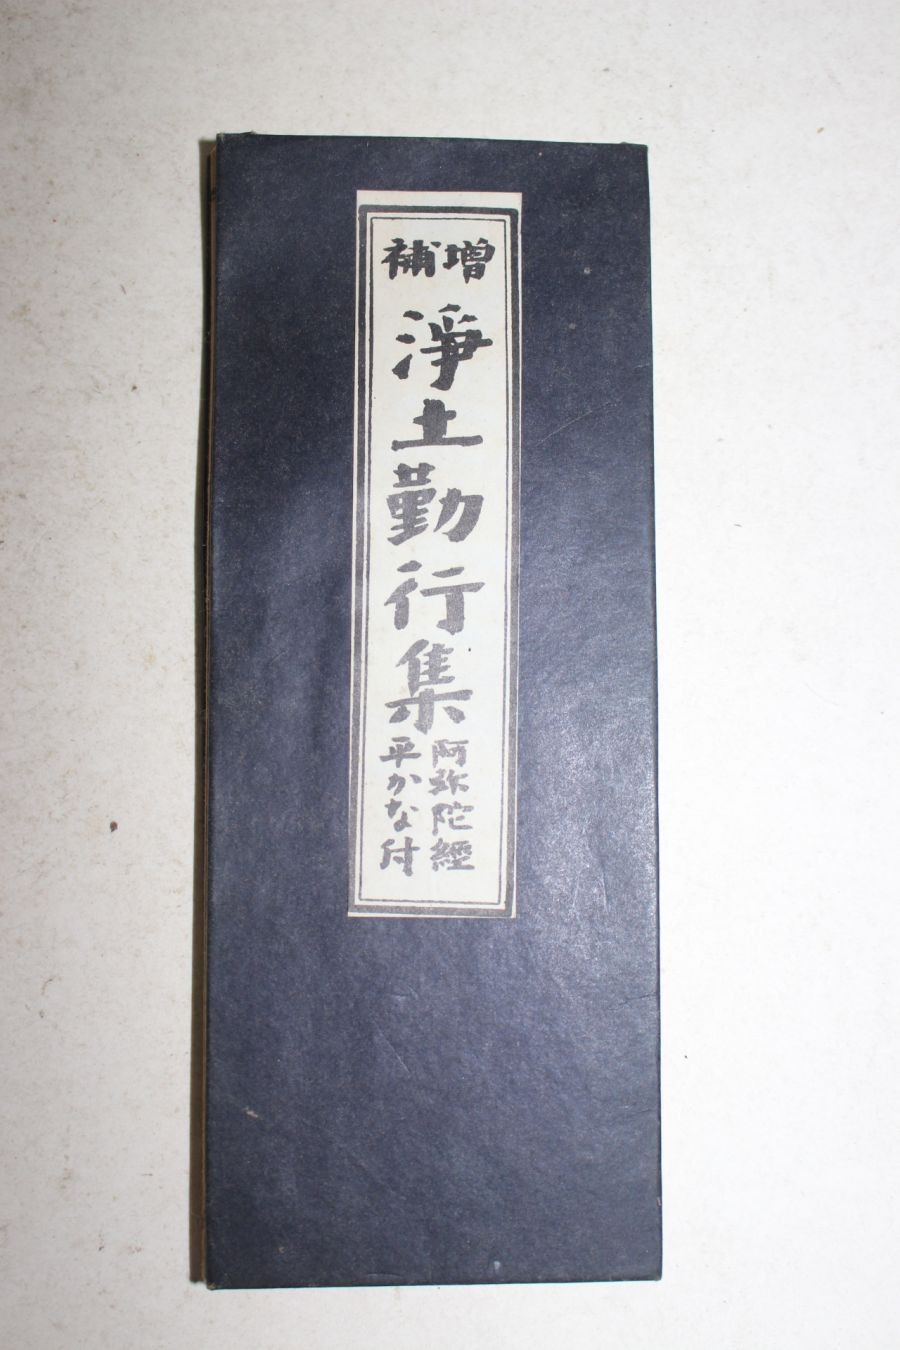 増補
淨土勤行集
阿弥陀經
平かな付